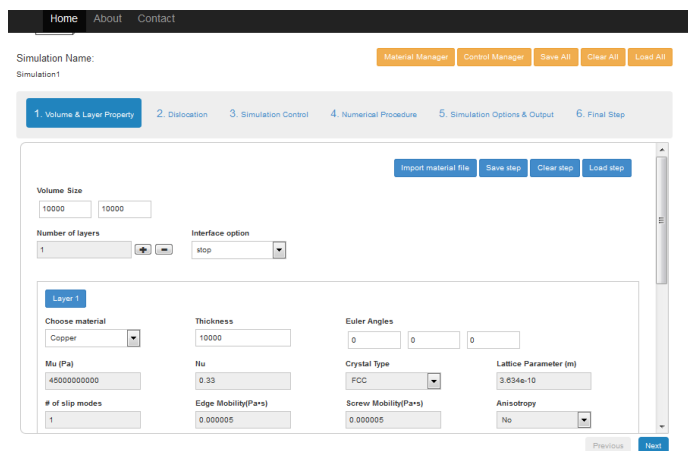 Home About Contact
Simulation Name:
Material Manager Control Manager Save All Clear All Load All
Simulation1
1. Volume & Layer Property 2. Dislocation 3. Simulation Control 4. Numerical Procedure 5. Simulation Options & Output 6. Final Step
Import material file Save step Clear step Load step
Volume Size
10000 10000
Number of layers Interface option
1 + - stop
Layer 1
Choose material Thickness Euler Angles
Copper 10000 0 0 0
Mu (Pa) Nu Crystal Type Lattice Parameter (m)
45000000000 0.33 FCC 3.634e-10
# of slip modes Edge Mobility(Pa•s) Screw Mobility(Pa•s) Anisotropy
1 0.000005 0.000005 No
Previous Next